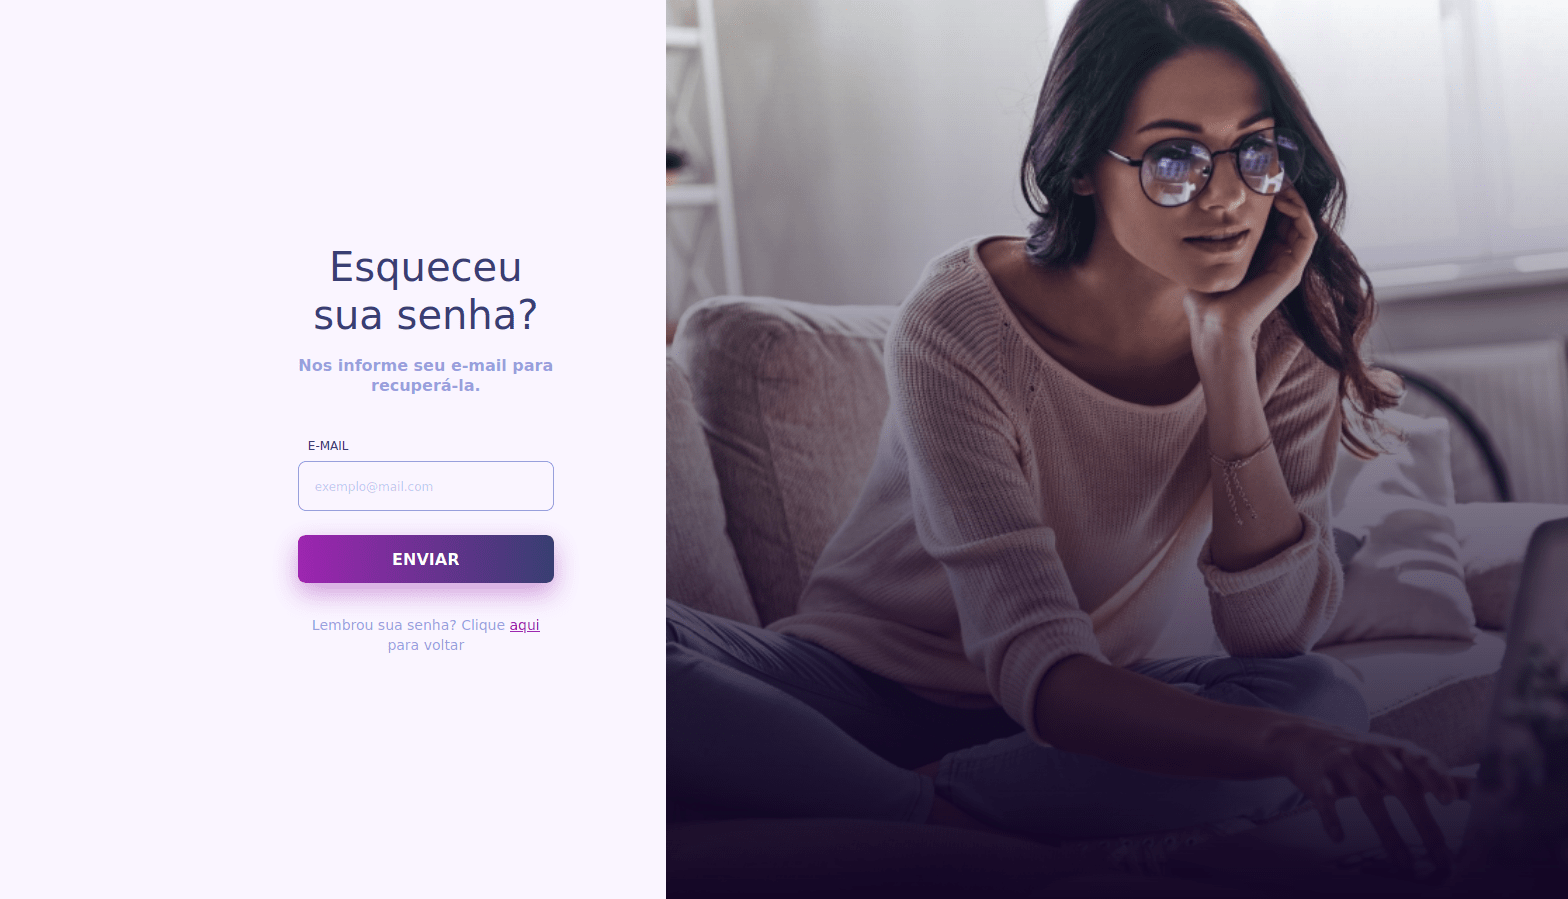 Esqueceu
sua senha?
Nos informe seu e-mail para
recuperá-la.
E-MAIL
exemplo@mail.com
ENVIAR
Lembrou sua senha? Clique aqui
para voltar